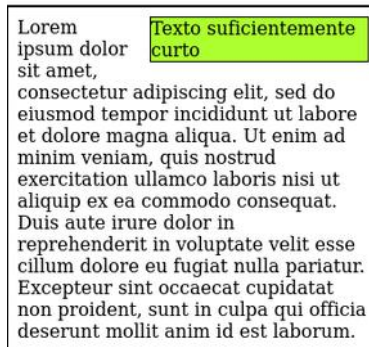 Lorem
ipsum dolor
sit amet,
Texto suficientemente
curto
consectetur adipiscing elit, sed do
eiusmod tempor incididunt ut labore
et dolore magna aliqua. Ut enim ad
minim veniam, quis nostrud
exercitation ullamco laboris nisi ut
aliquip ex ea commodo consequat.
Duis aute irure dolor in
reprehenderit in voluptate velit esse
cillum dolore eu fugiat nulla pariatur.
Excepteur sint occaecat cupidatat
non proident, sunt in culpa qui officia
deserunt mollit anim id est laborum.